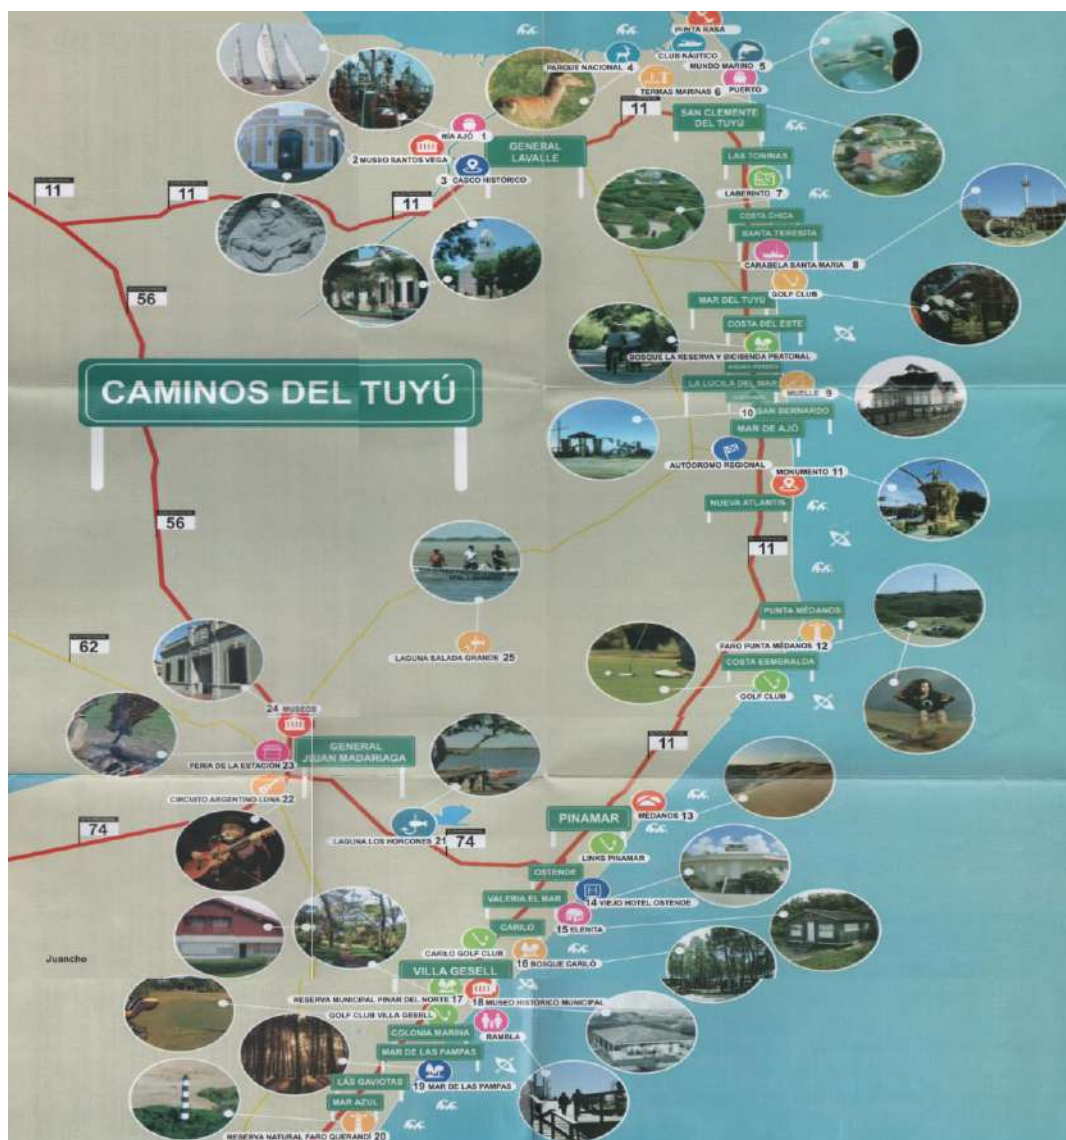 PUNTA RASA
CLUB NÁUTICO
PARQUE NACIONAL 4
MUNDO MARINO 5
TERMAS MARINAS 6
PUERTO
11
SAN CLEMENTE
DEL TUYÚ
RÍA AJÓ 1
GENERAL
LAVALLE
2 MUSEO SANTOS VEGA
LAS TONINAS
3 CASCO HISTÓRICO
LABERINTO 7
11
11
11
COSTA CHICA
SANTA TERESITA
CARABELA SANTA MARIA 8
GOLF CLUB
56
MAR DEL TUYÚ
COSTA DEL ESTE
BOSQUE LA RESERVA Y BICISENDA PEATONAL
CAMINOS DEL TUYÚ
LA LUCILA DEL MAR
MUELLE 9
10
SAN BERNARDO
MAR DE AJÓ
AUTÓDROMO REGIONAL
MONUMENTO 11
NUEVA ATLANTIS
56
11
PUNTA MÉDANOS
62
LAGUNA SALADA GRANDE 25
FARO PUNTA MÉDANOS 12
COSTA ESMERALDA
GOLF CLUB
24 MUSEOS
11
GENERAL
JUAN MADARIAGA
FERIA DE LA ESTACIÓN 23
CIRCUITO ARGENTINO LUNA 22
PINAMAR
MÉDANOS 13
74
LAGUNA LOS HORCONES 21
74
LINKS PINAMAR
OSTENDE
VALERIA EL MAR
14 VIEJO HOTEL OSTENDE
CARILÓ
15 ELENITA
CARILO GOLF CLUB
16 BOSQUE CARILÓ
Juancho
VILLA GESELL
RESERVA MUNICIPAL PINAR DEL NORTE 17
18 MUSEO HISTÓRICO MUNICIPAL
GOLF CLUB VILLA GESELL
COLONIA MARINA
RAMBLA
MAR DE LAS PAMPAS
LAS GAVIOTAS
19 MAR DE LAS PAMPAS
MAR AZUL
RESERVA NATURAL FARO QUERANDÍ 20